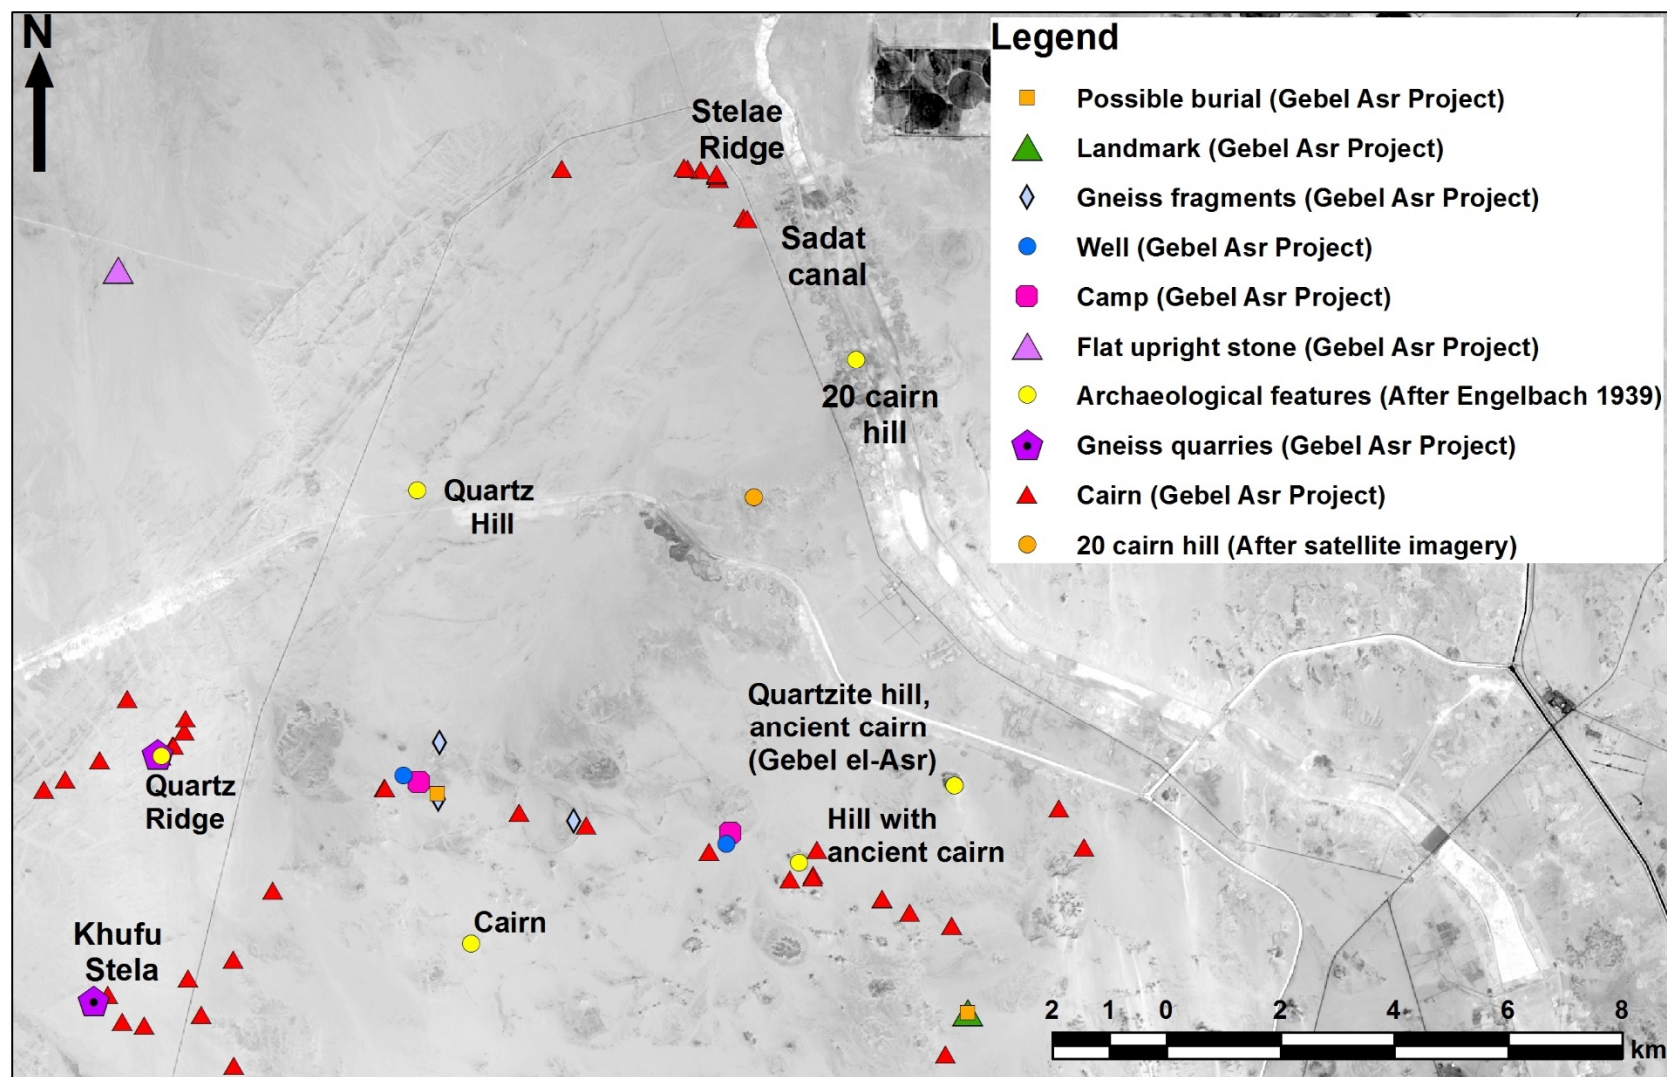 N
Legend
Possible burial (Gebel Asr Project)
Landmark (Gebel Asr Project)
Gneiss fragments (Gebel Asr Project)
Well (Gebel Asr Project)
Camp (Gebel Asr Project)
Flat upright stone (Gebel Asr Project)
Archaeological features (After Engelbach 1939)
Gneiss quarries (Gebel Asr Project)
Cairn (Gebel Asr Project)
20 cairn hill (After satellite imagery)
Stelae
Ridge
Sadat
canal
20 cairn
hill
Quartz
Hill
Quartzite hill,
ancient cairn
(Gebel el-Asr)
Quartz
Ridge
Hill with
ancient cairn
Cairn
Khufu
Stela
2 1 0 2 4 6 8
km